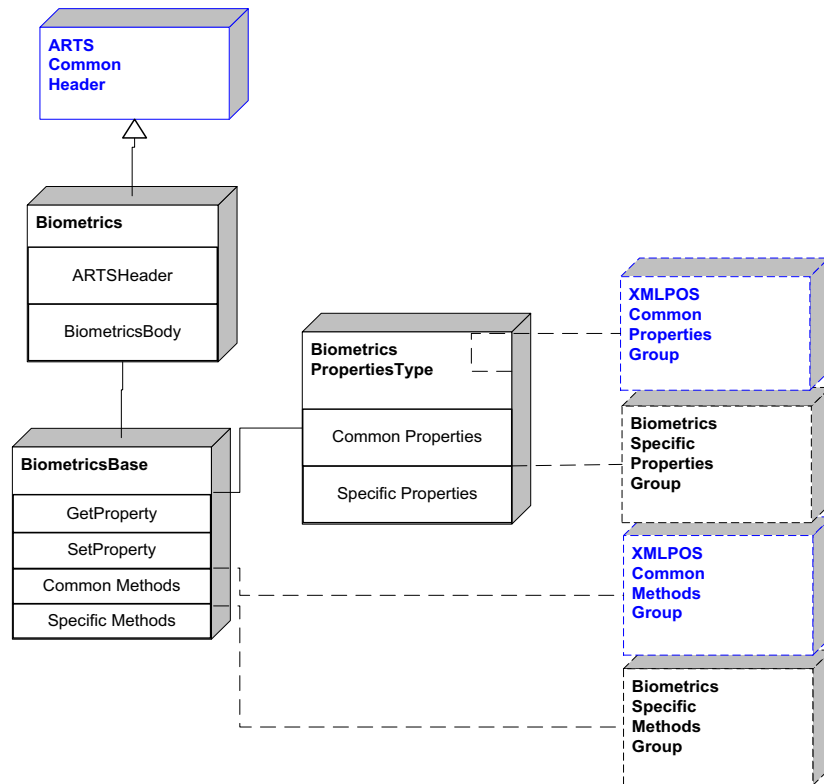 ARTS
Common
Header
Biometrics
ARTSHeader
BiometricsBody
BiometricsBase
GetProperty
SetProperty
Common Methods
Specific Methods
Biometrics
PropertiesType
Common Properties
Specific Properties
XMLPOS
Common
Properties
Group
Biometrics
Specific
Properties
Group
XMLPOS
Common
Methods
Group
Biometrics
Specific
Methods
Group